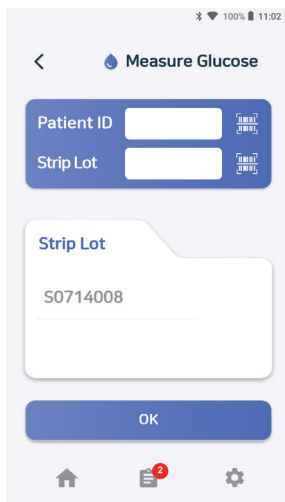 100% 11:02
Measure Glucose
Patient ID
Strip Lot
Strip Lot
S0714008
OK
2